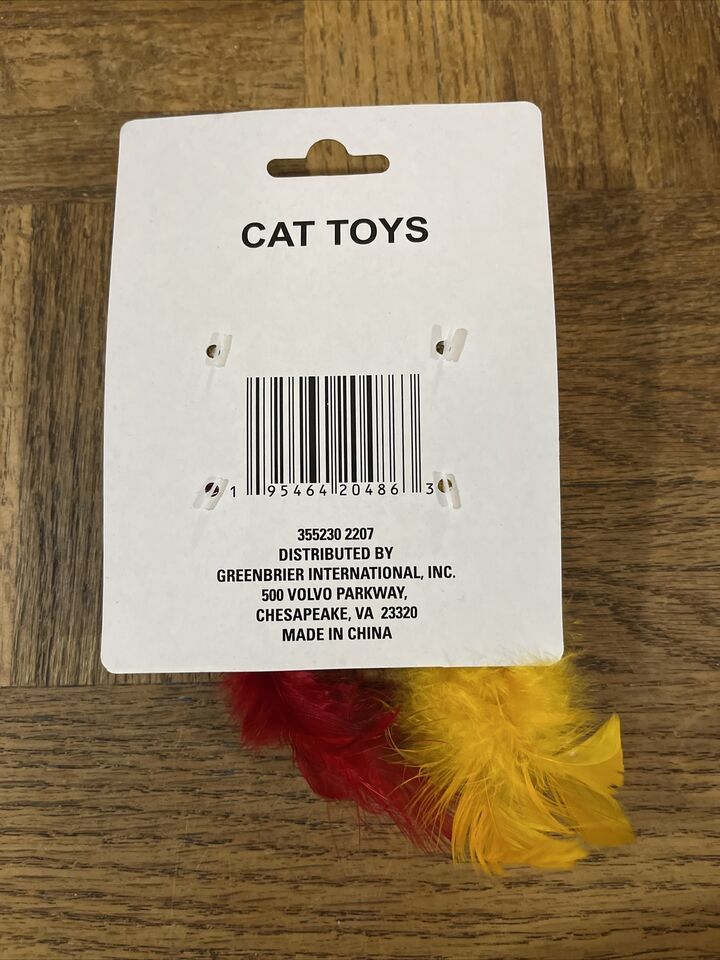 CAT TOYS
1 95464 20486 3
355230 2207
DISTRIBUTED BY
GREENBRIER INTERNATIONAL, INC.
500 VOLVO PARKWAY,
CHESAPEAKE, VA 23320
MADE IN CHINA